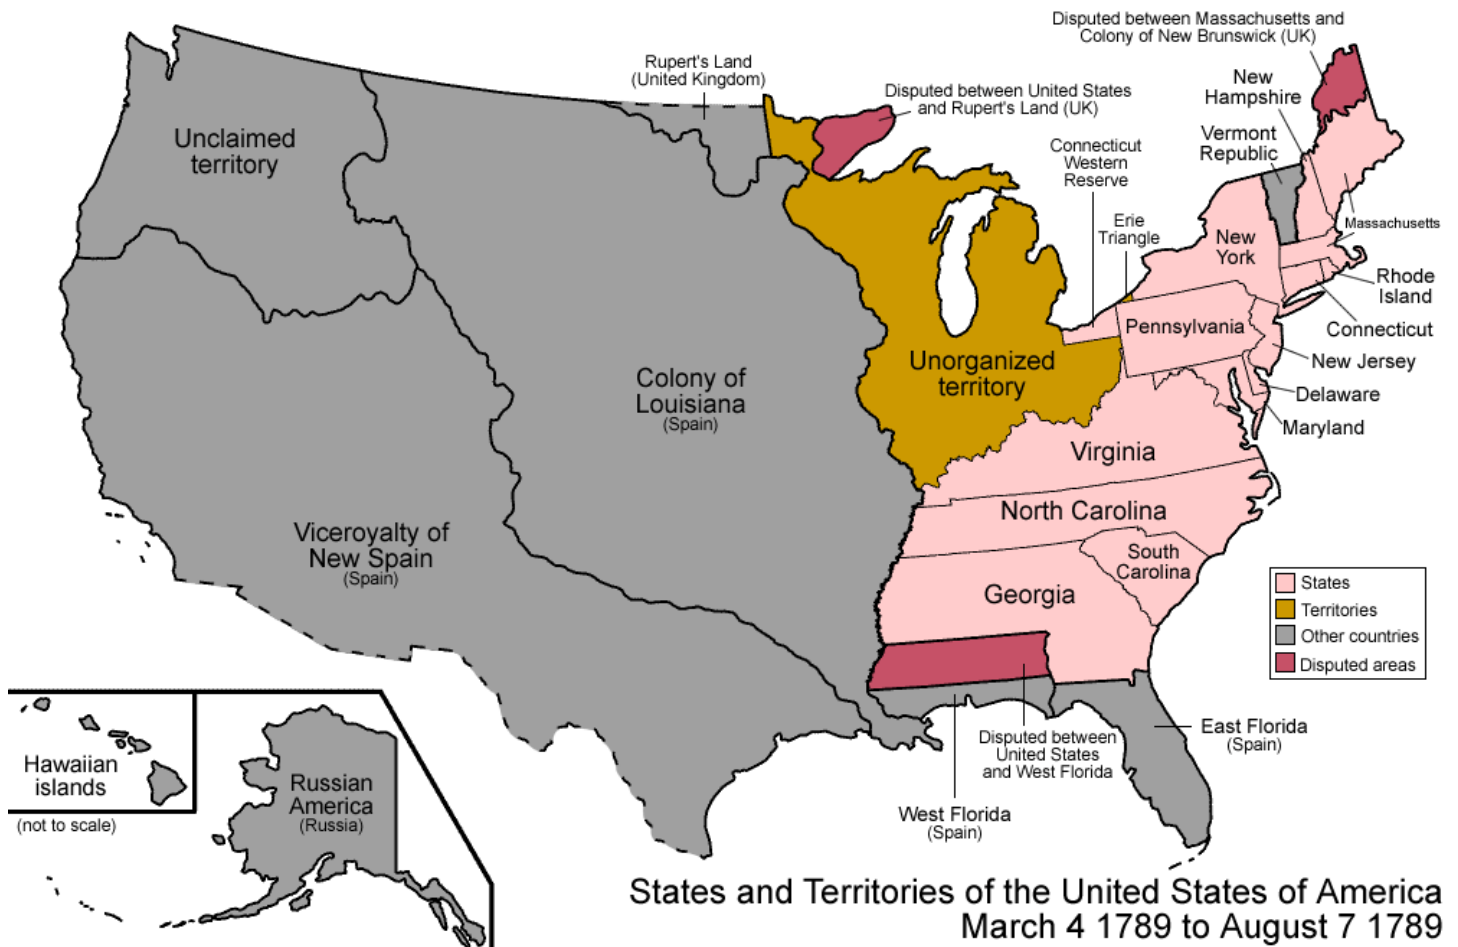 Disputed between Massachusetts and
Colony of New Brunswick (UK)
Rupert's Land
(United Kingdom)
Disputed between United States
and Rupert's Land (UK)
New
Hampshire
Vermont
Republic
Connecticut
Western
Reserve
Erie
Triangle
Unclaimed
territory
Massachusetts
New
York
Rhode
Island
Connecticut
Pennsylvania
New Jersey
Delaware
Maryland
Unorganized
territory
Colony of
Louisiana
(Spain)
Virginia
North Carolina
South
Carolina
Georgia
Viceroyalty of
New Spain
(Spain)
States
Territories
Other countries
Disputed areas
East Florida
(Spain)
Disputed between
United States
and West Florida
West Florida
(Spain)
Hawaiian
islands
(not to scale)
Russian
America
(Russia)
States and Territories of the United States of America
March 4 1789 to August 7 1789